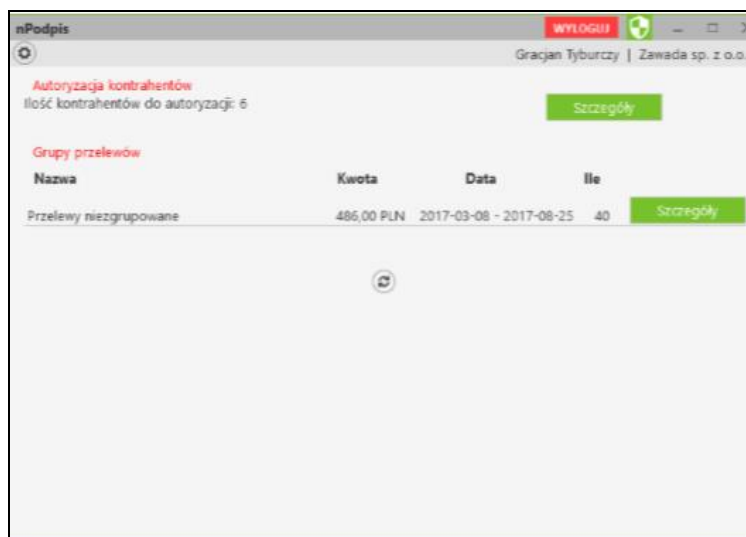 nPodpis WYLOGUJ
Gracjan Tyburczy | Zawada sp. z o.o.
Autoryzacja kontrahentów
Ilość kontrahentów do autoryzacji: 6
Szczegóły
Grupy przelewów
Nazwa Kwota Data Ile
Przelewy niezgrupowane 486,00 PLN 2017-03-08 - 2017-08-25 40 Szczegóły